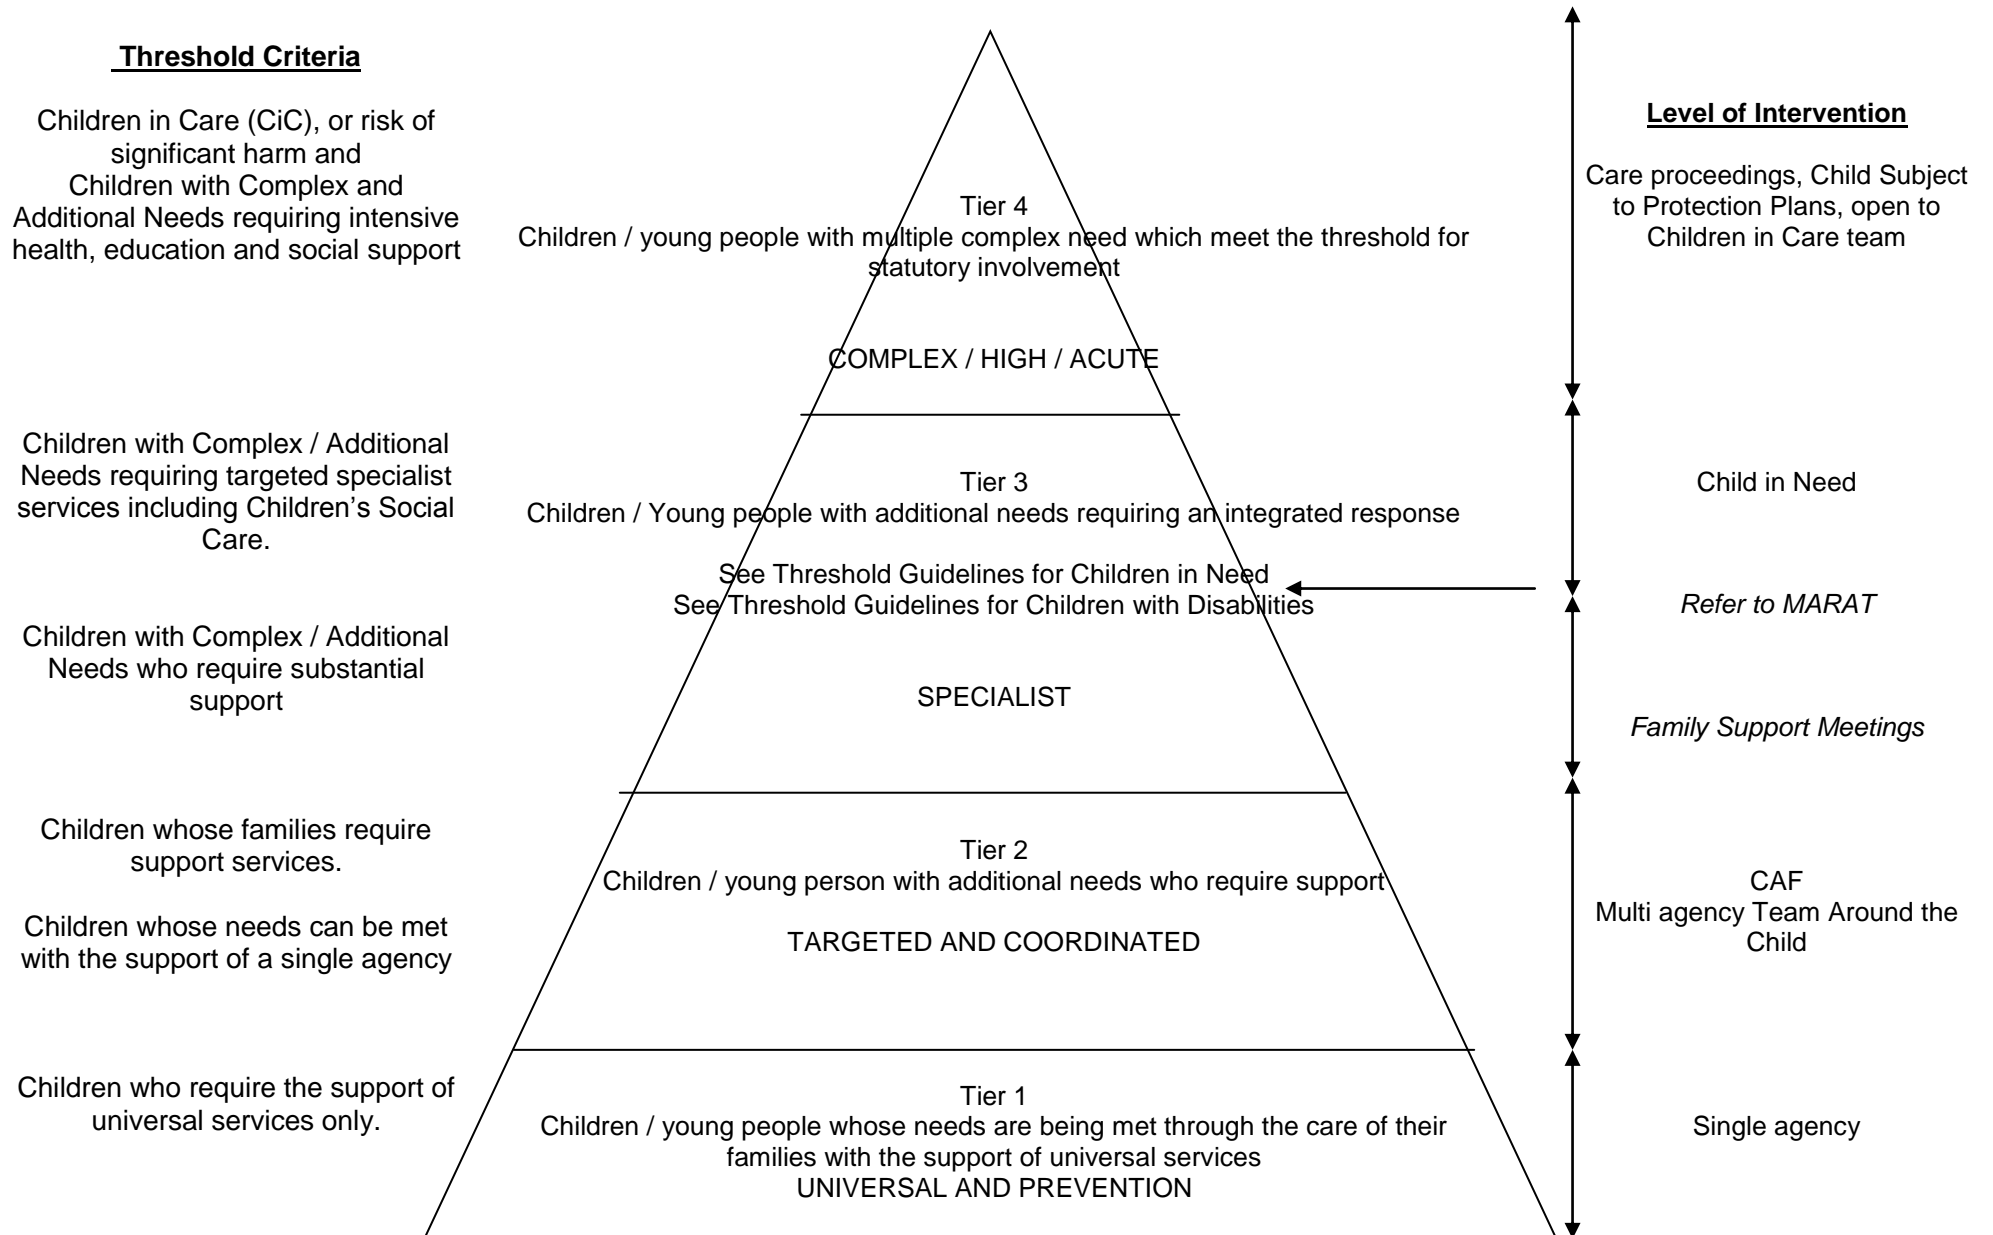 Threshold Criteria
Children in Care (CiC), or risk of
significant harm and
Children with Complex and
Additional Needs requiring intensive
health, education and social support
Children with Complex / Additional
Needs requiring targeted specialist
services including Children’s Social
Care.
Children with Complex / Additional
Needs who require substantial
support
Children whose families require
support services.
Children whose needs can be met
with the support of a single agency
Children who require the support of
universal services only.
Tier 4
Children / young people with multiple complex need which meet the threshold for
statutory involvement
COMPLEX / HIGH / ACUTE
Tier 3
Children / Young people with additional needs requiring an integrated response
See Threshold Guidelines for Children in Need
See Threshold Guidelines for Children with Disabilities
SPECIALIST
Tier 2
Children / young person with additional needs who require support
TARGETED AND COORDINATED
Tier 1
Children / young people whose needs are being met through the care of their
families with the support of universal services
UNIVERSAL AND PREVENTION
Level of Intervention
Care proceedings, Child Subject
to Protection Plans, open to
Children in Care team
Child in Need
Refer to MARAT
Family Support Meetings
CAF
Multi agency Team Around the
Child
Single agency